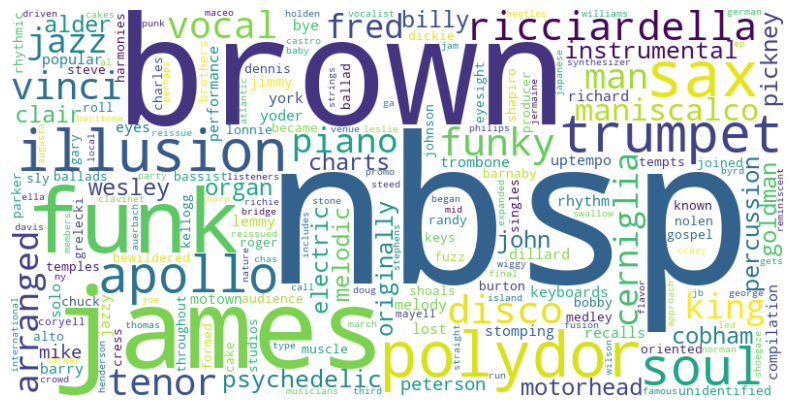 brown
nbsp
james
funk
polydor
sax
illusion
trumpet
soul
apollo
disco
vinci
jazz
vocal
fred
billy
ricciardella
instrumental
man
maniscalco
pickney
alder
popular
steve
rhythmic
driven
cakes
punk
maceo
holden
vocalist
beatles
williams
german
ep
bye
castro
baby
dickie
jam
synthesizer
harmonies
al
brothers
perhaps
performance
dennis
jimmy
ballad
strings
eyesight
shapiro
producer
japanese
jermaine
richard
clair
charles
york
atlantic
ga
roll
baritone
reissue
eyes
yoder
lonnie
became
venue
leslie
piano
charts
johnson
philips
funky
trombone
uptempo
tempts
joined
byrd
augusta
local
gary
sly
ballads
bassist
party
listeners
promo
steed
barnaby
wesley
organ
parker
ella
clavinet
horn
richie
bridge
stone
began
mid
expanded
swallow
singles
rhythm
known
nolen
gospel
reminiscent
percussion
goldman
davis
grelecki
kellogg
lemmy
reissued
includes
randy
cerniglia
john
members
auerbach
roger
nature
stephens
keys
dillard
crazy
gets
ny
temples
bewildered
electric
melodic
originally
fuzz
wiggy
final
burton
keyboards
king
arranged
international
chuck
jazzy
motown
audience
chas
call
doug
shoals
melody
island
bobby
flavor
jb
george
compilation
coryell
solo
joe
studios
lost
mayell
medley
recalls
cobham
approach
led
alto
career
thomas
formed
throughout
march
muscle
straight
stomping
fusion
oriented
norman
shoegaze
mike
cress
cake
type
run
wilson
barry
crowd
tenor
henderson
psychedelic
musicians
third
peterson
motorhead
famous
unidentified